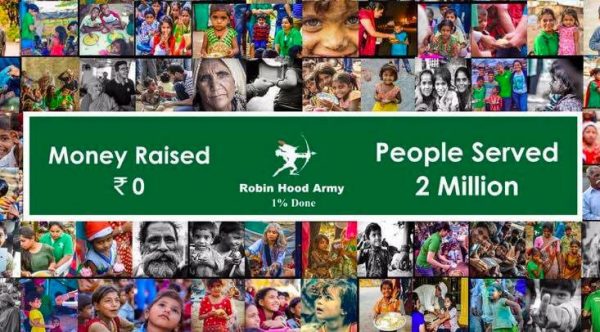 Money Raised
₹ 0
Robin Hood Army
1% Done
People Served
2 Million